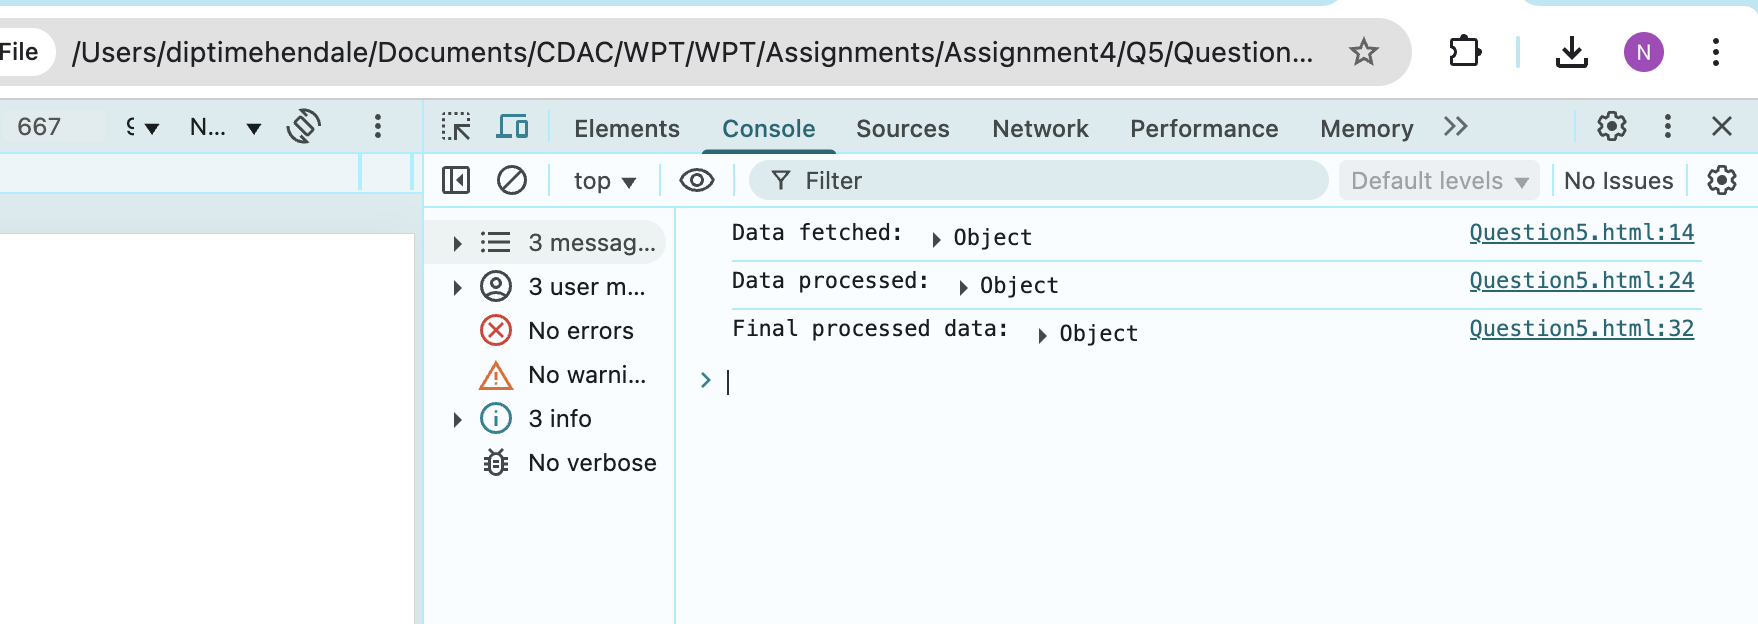 File /Users/diptimehendale/Documents/CDAC/WPT/WPT/Assignments/Assignment4/Q5/Question... N
667 N... Elements Console Sources Network Performance Memory
top Filter Default levels No Issues
3 messag...
3 user m...
No errors
No warni...
3 info
No verbose
Data fetched: Object Question5.html:14
Data processed: Object Question5.html:24
Final processed data: Object Question5.html:32